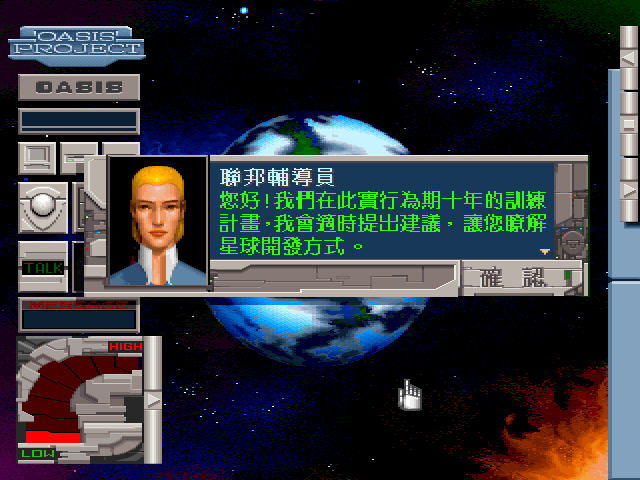 'OASIS'
PROJECT
OASIS
聯邦輔導員
您好!我們在此實行為期十年的訓練
計畫,我會適時提出建議,讓您瞭解
星球開發方式。
確認
TALK
MESSAGE
HIGH
LOW